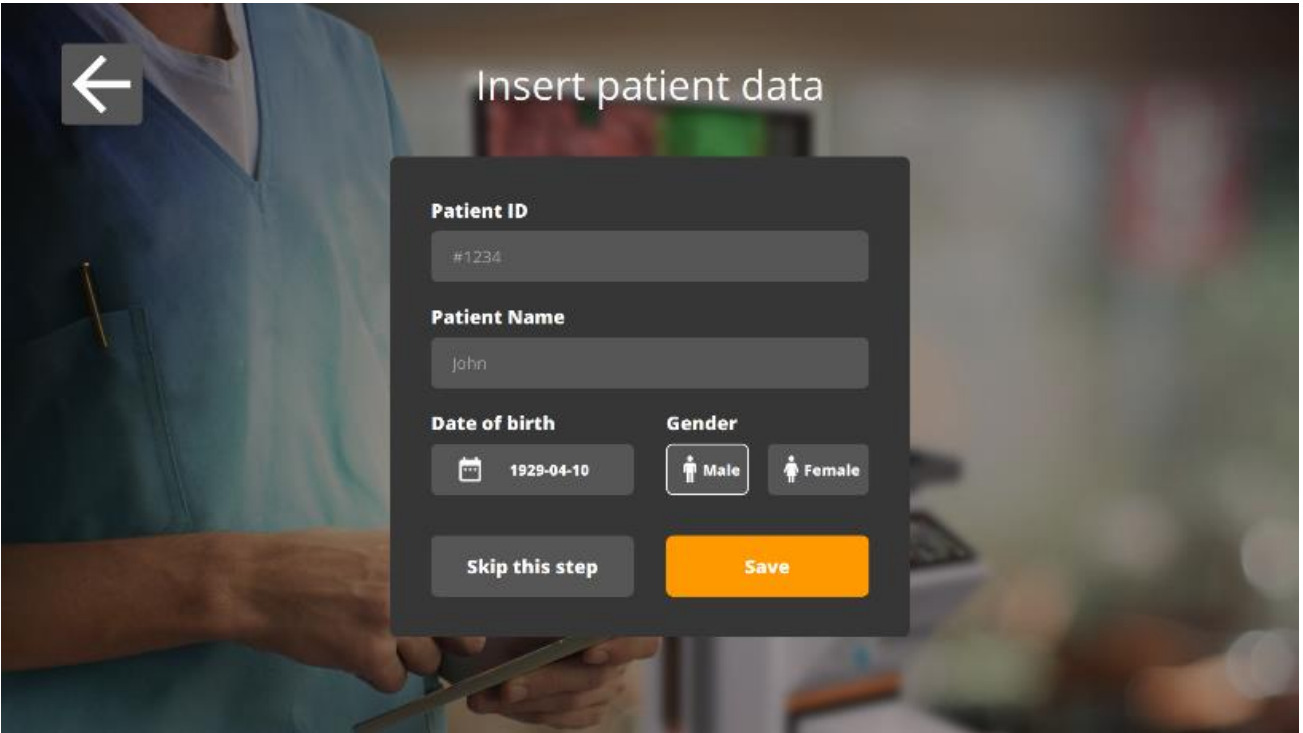 Insert patient data
Patient ID
#1234
Patient Name
John
Date of birth Gender
1929-04-10 Male Female
Skip this step Save